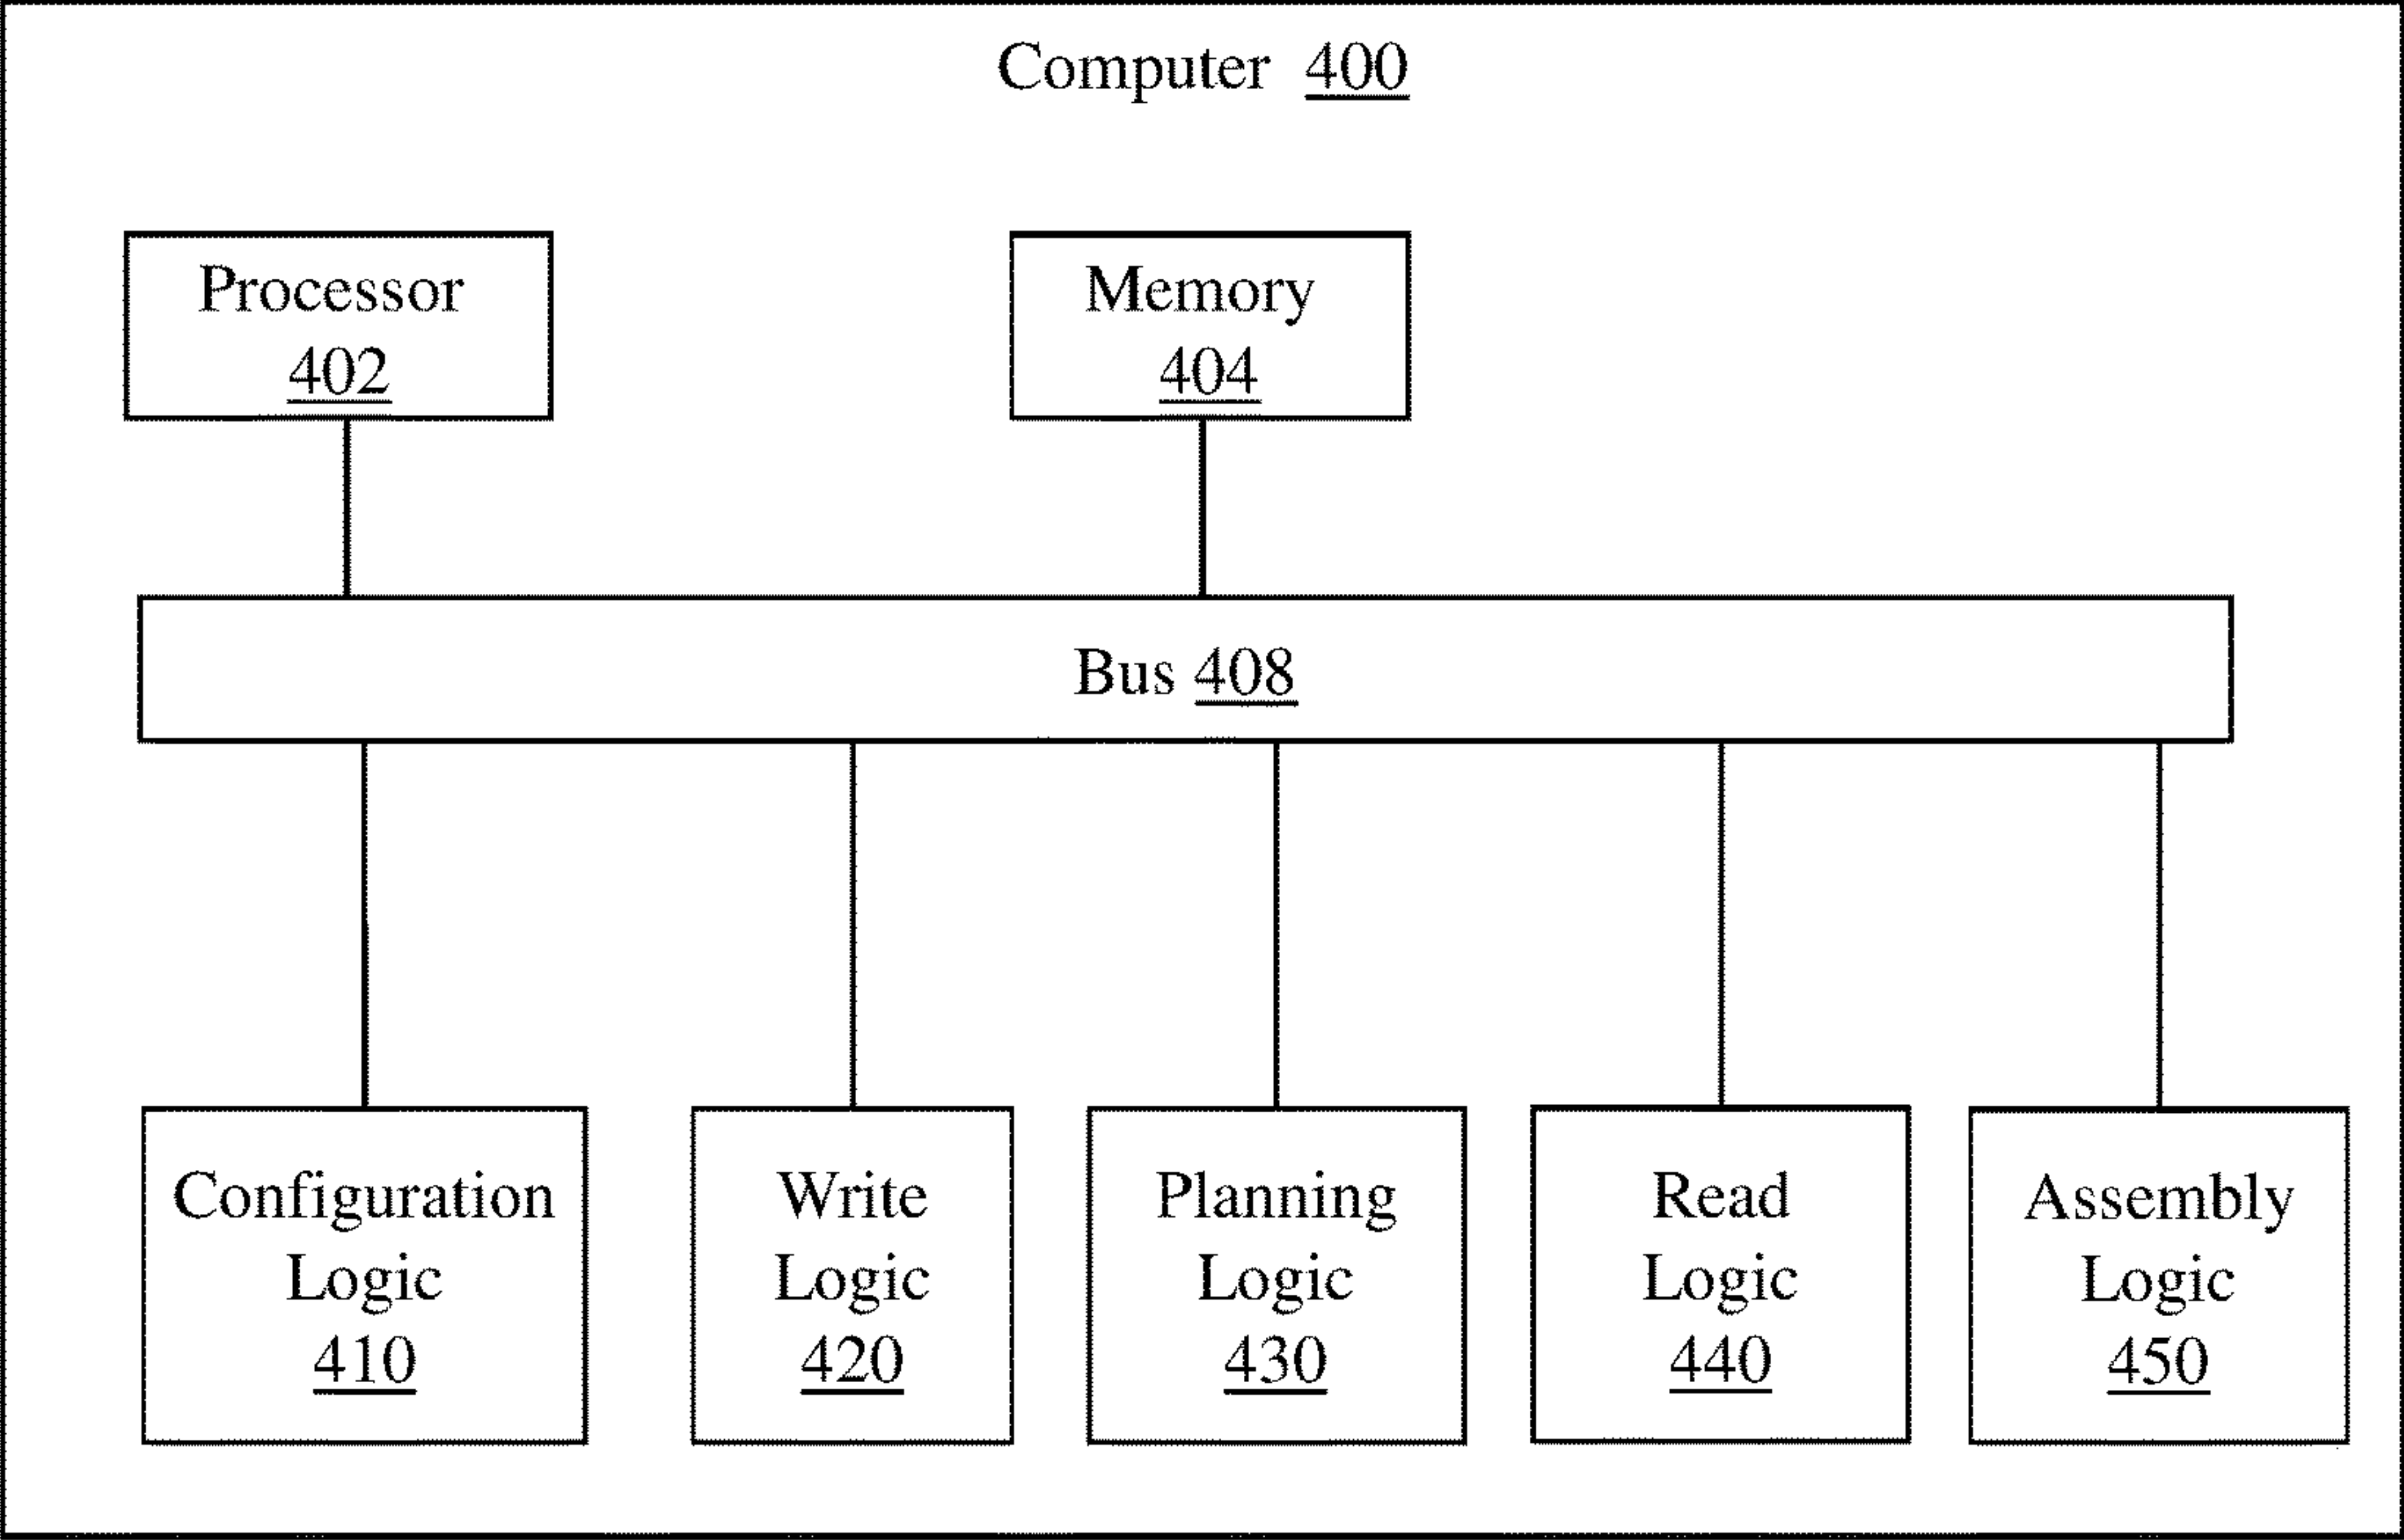 Computer 400
Processor
402
Memory
404
Bus 408
Configuration
Logic
410
Write
Logic
420
Planning
Logic
430
Read
Logic
440
Assembly
Logic
450